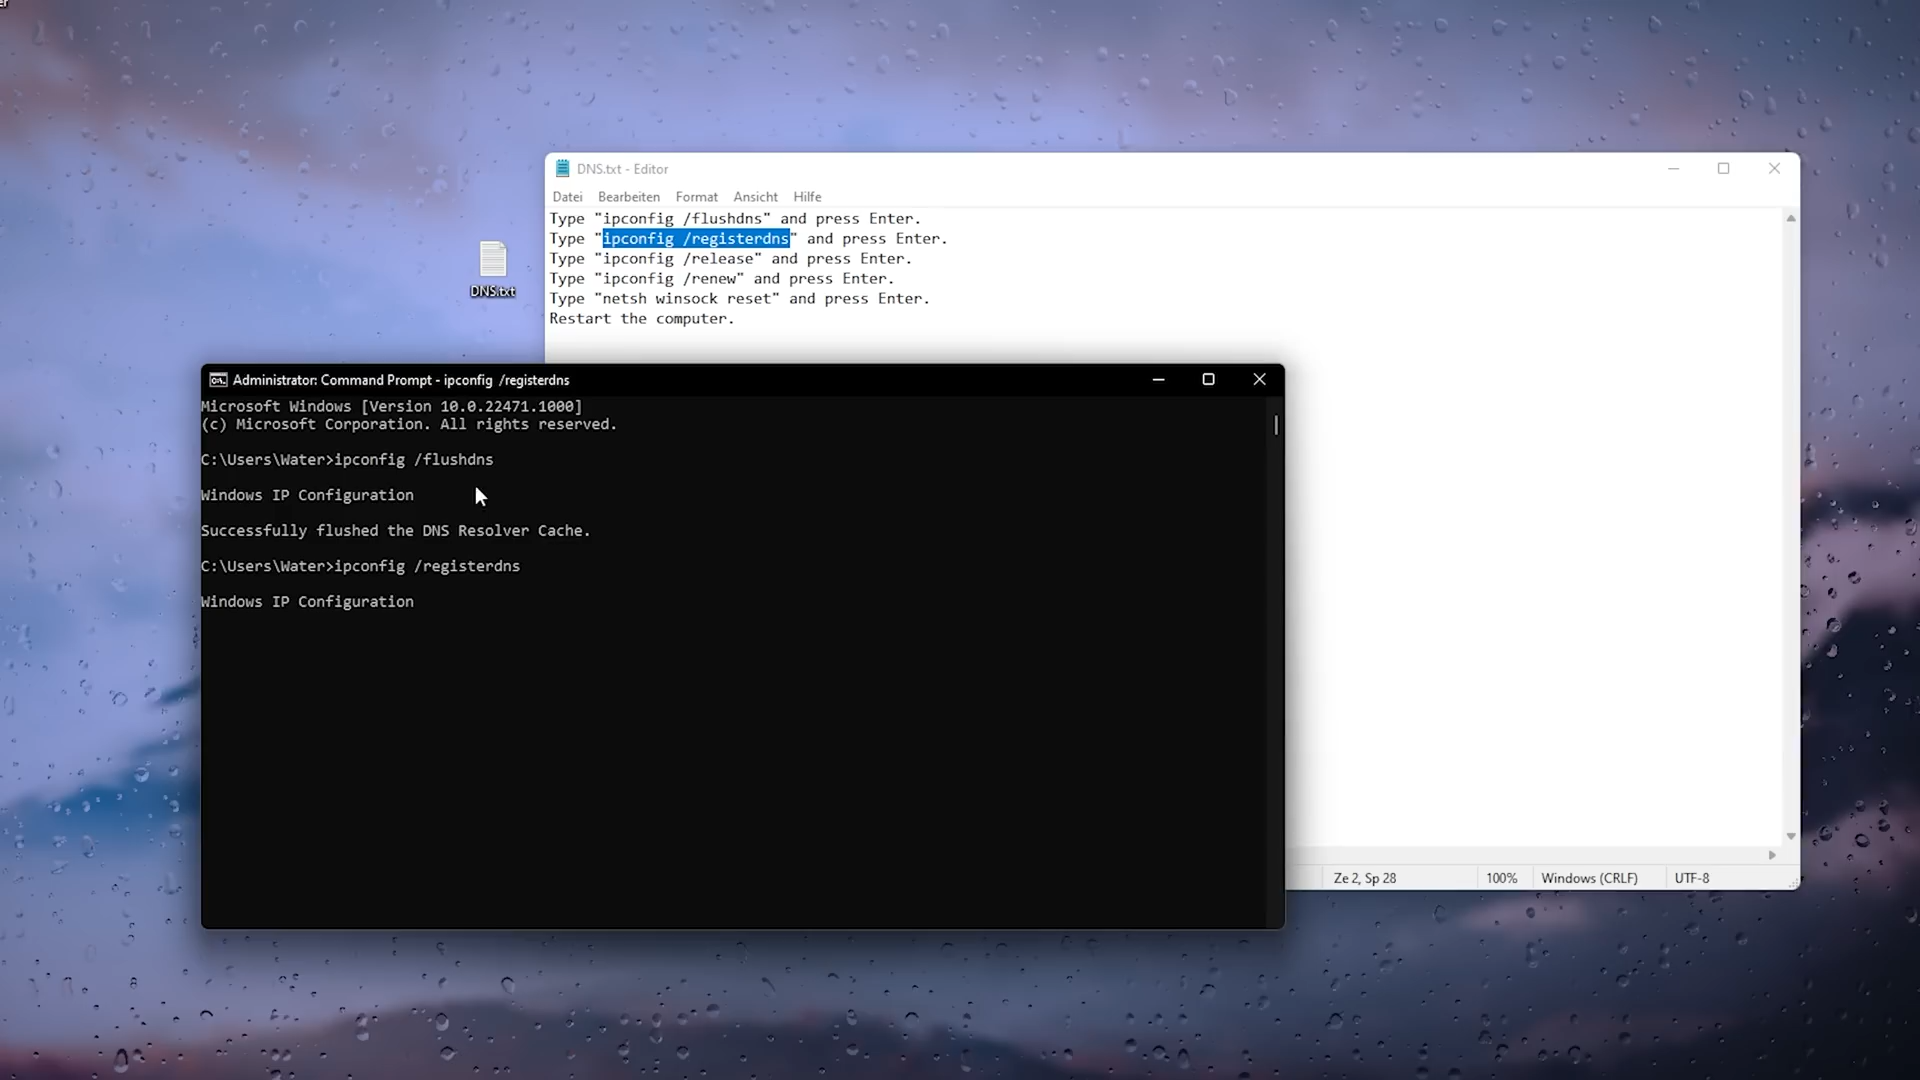 er
DNS.txt - Editor
Datei Bearbeiten Format Ansicht Hilfe
Type "ipconfig /flushdns" and press Enter.
Type "ipconfig /registerdns" and press Enter.
Type "ipconfig /release" and press Enter.
Type "ipconfig /renew" and press Enter.
Type "netsh winsock reset" and press Enter.
Restart the computer.
DNS.txt
Administrator: Command Prompt - ipconfig /registerdns
Microsoft Windows [Version 10.0.22471.1000]
(c) Microsoft Corporation. All rights reserved.
C:\Users\Water>ipconfig /flushdns
Windows IP Configuration
Successfully flushed the DNS Resolver Cache.
C:\Users\Water>ipconfig /registerdns
Windows IP Configuration
Ze 2, Sp 28 100% Windows (CRLF) UTF-8